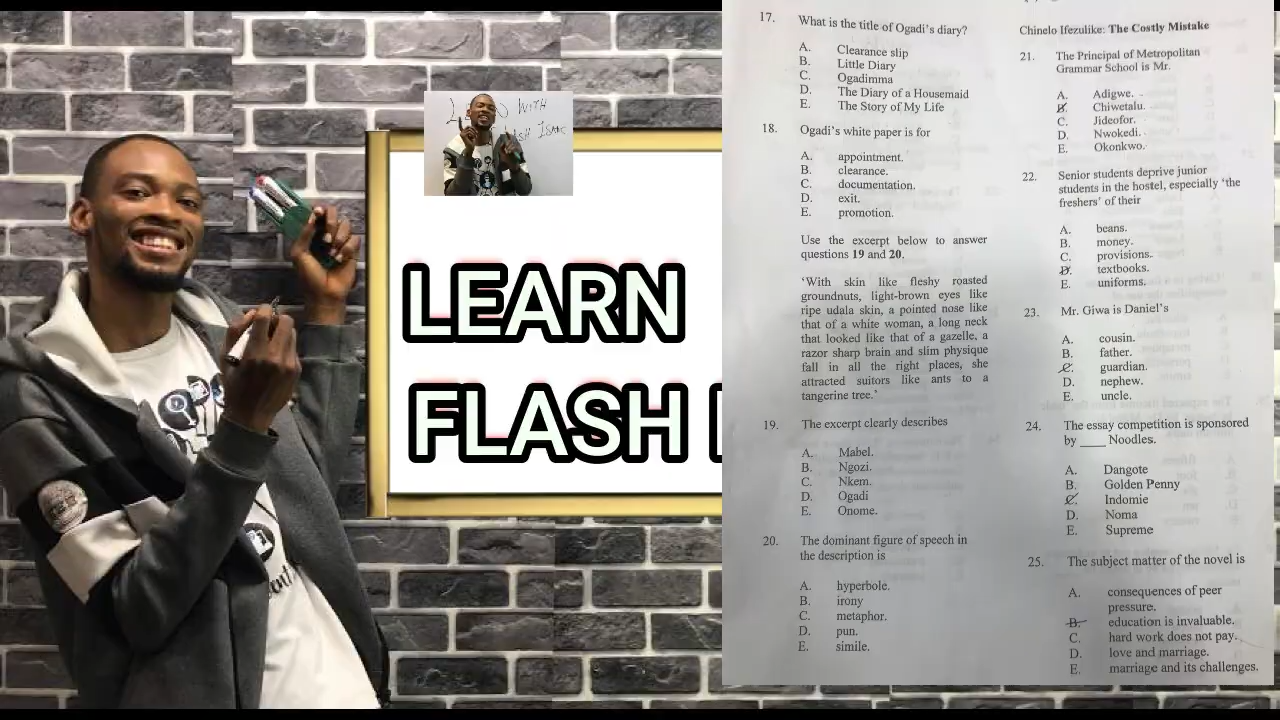 L WITH
ASH ISAAC
LEARN
FLASH
17. What is the title of Ogadi's diary?
A. Clearance slip
B. Little Diary
C. Ogadimma
D. The Diary of a Housemaid
E. The Story of My Life
18. Ogadi's white paper is for
A. appointment.
B. clearance.
C. documentation.
D. exit.
E. promotion.
Use the excerpt below to answer
questions 19 and 20.
'With skin like fleshy roasted
groundnuts, light-brown eyes like
ripe udala skin, a pointed nose like
that of a white woman, a long neck
that looked like that of a gazelle, a
razor sharp brain and slim physique
fall in all the right places, she
attracted suitors like ants to a
tangerine tree.'
19. The excerpt clearly describes
A. Mabel.
B. Ngozi.
C. Nkem.
D. Ogadi
E. Onome.
20. The dominant figure of speech in
the description is
A. hyperbole.
B. irony
C. metaphor.
D. pun.
E. simile.
Chinelo Ifezulike: The Costly Mistake
21. The Principal of Metropolitan
Grammar School is Mr.
A. Adigwe.
B. Chiwetalu.
C. Jideofor.
D. Nwokedi.
E. Okonkwo.
22. Senior students deprive junior
students in the hostel, especially 'the
freshers' of their
A. beans.
B. money.
C. provisions.
D. textbooks.
E. uniforms.
23. Mr. Giwa is Daniel's
A. cousin.
B. father.
C. guardian.
D. nephew.
E. uncle.
24. The essay competition is sponsored
by ____ Noodles.
A. Dangote
B. Golden Penny
C. Indomie
D. Noma
E. Supreme
25. The subject matter of the novel is
A. consequences of peer
pressure.
B. education is invaluable.
C. hard work does not pay.
D. love and marriage.
E. marriage and its challenges.